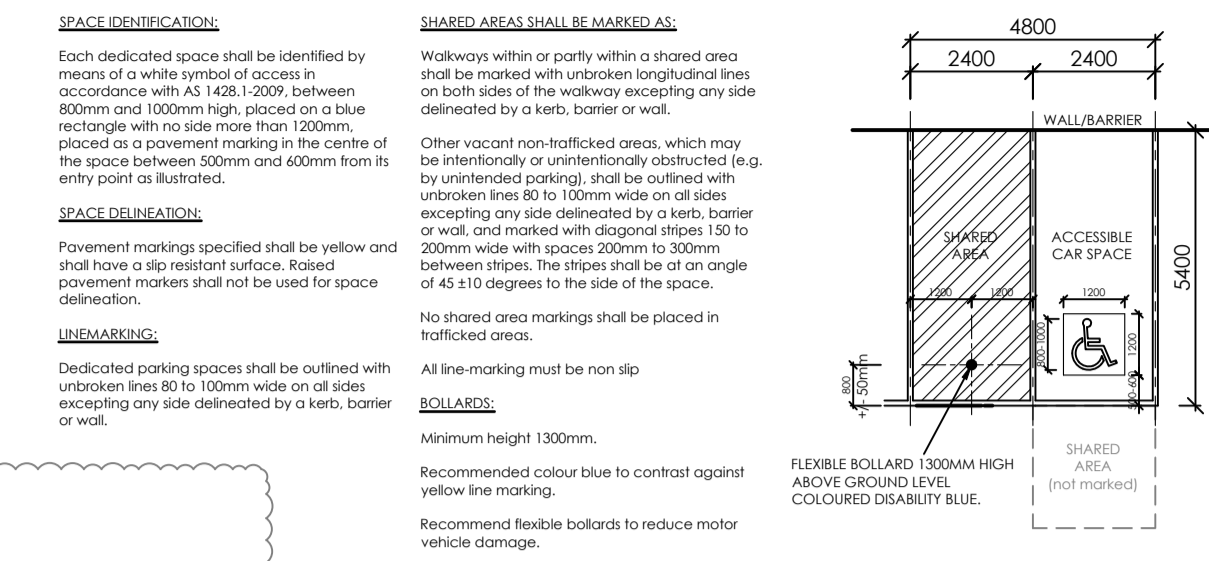 SPACE IDENTIFICATION:
Each dedicated space shall be identified by
means of a white symbol of access in
accordance with AS 1428.1-2009, between
800mm and 1000mm high, placed on a blue
rectangle with no side more than 1200mm,
placed as a pavement marking in the centre of
the space between 500mm and 600mm from its
entry point as illustrated.
SPACE DELINEATION:
Pavement markings specified shall be yellow and
shall have a slip resistant surface. Raised
pavement markers shall not be used for space
delineation.
LINEMARKING:
Dedicated parking spaces shall be outlined with
unbroken lines 80 to 100mm wide on all sides
excepting any side delineated by a kerb, barrier
or wall.
SHARED AREAS SHALL BE MARKED AS:
Walkways within or partly within a shared area
shall be marked with unbroken longitudinal lines
on both sides of the walkway excepting any side
delineated by a kerb, barrier or wall.
Other vacant non-trafficked areas, which may
be intentionally or unintentionally obstructed (e.g.
by unintended parking), shall be outlined with
unbroken lines 80 to 100mm wide on all sides
excepting any side delineated by a kerb, barrier
or wall, and marked with diagonal stripes 150 to
200mm wide with spaces 200mm to 300mm
between stripes. The stripes shall be at an angle
of 45 ±10 degrees to the side of the space.
No shared area markings shall be placed in
trafficked areas.
All line-marking must be non slip
BOLLARDS:
Minimum height 1300mm.
Recommended colour blue to contrast against
yellow line marking.
Recommend flexible bollards to reduce motor
vehicle damage.
4800
2400 2400
WALL/BARRIER
SHARED
AREA
ACCESSIBLE
CAR SPACE
5400
1200 1200
1200
800-1000
1200
500-600
800
+/- 50mm
FLEXIBLE BOLLARD 1300MM HIGH
ABOVE GROUND LEVEL
COLOURED DISABILITY BLUE.
SHARED
AREA
(not marked)